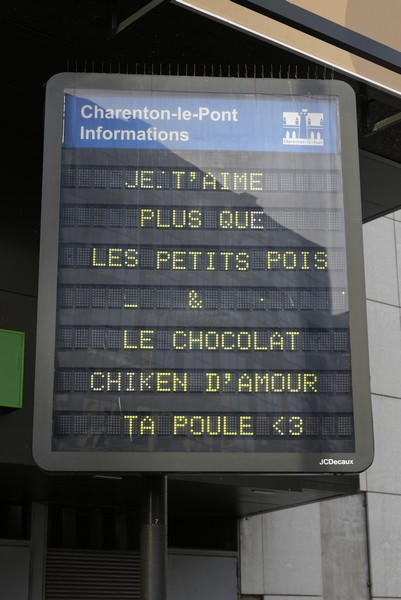 Charenton-le-Pont
Informations
JE T'AIME
PLUS QUE
LES PETITS POIS
&
LE CHOCOLAT
CHIKEN D'AMOUR
TA POULE <3
JCDecaux